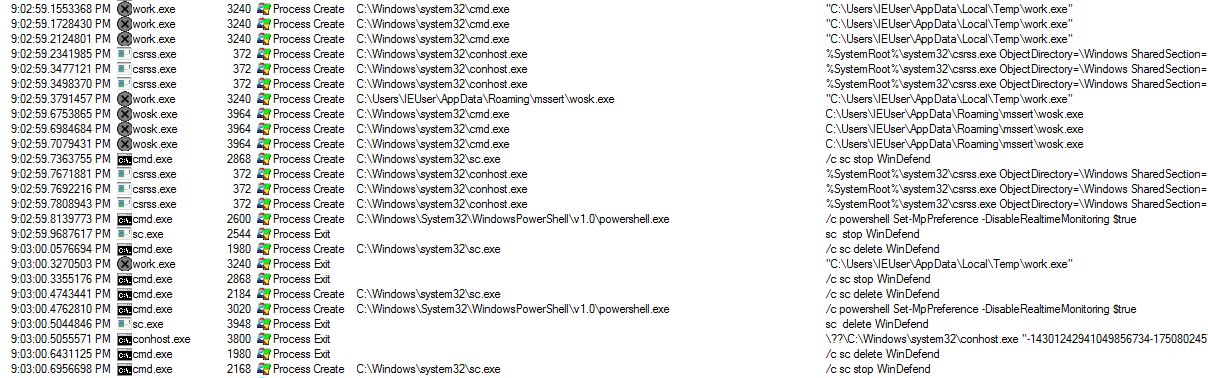 9:02:59.1553368 PM work.exe 3240 Process Create C:\Windows\system32\cmd.exe "C:\Users\IEUser\AppData\Local\Temp\work.exe"
9:02:59.1728430 PM work.exe 3240 Process Create C:\Windows\system32\cmd.exe "C:\Users\IEUser\AppData\Local\Temp\work.exe"
9:02:59.2124801 PM work.exe 3240 Process Create C:\Windows\system32\cmd.exe "C:\Users\IEUser\AppData\Local\Temp\work.exe"
9:02:59.2341985 PM csrss.exe 372 Process Create C:\Windows\system32\conhost.exe %SystemRoot%\system32\csrss.exe ObjectDirectory=\Windows SharedSection=
9:02:59.3477121 PM csrss.exe 372 Process Create C:\Windows\system32\conhost.exe %SystemRoot%\system32\csrss.exe ObjectDirectory=\Windows SharedSection=
9:02:59.3498370 PM csrss.exe 372 Process Create C:\Windows\system32\conhost.exe %SystemRoot%\system32\csrss.exe ObjectDirectory=\Windows SharedSection=
9:02:59.3791457 PM work.exe 3240 Process Create C:\Users\IEUser\AppData\Roaming\mssert\wosk.exe "C:\Users\IEUser\AppData\Local\Temp\work.exe"
9:02:59.6753865 PM wosk.exe 3964 Process Create C:\Windows\system32\cmd.exe C:\Users\IEUser\AppData\Roaming\mssert\wosk.exe
9:02:59.6984684 PM wosk.exe 3964 Process Create C:\Windows\system32\cmd.exe C:\Users\IEUser\AppData\Roaming\mssert\wosk.exe
9:02:59.7079431 PM wosk.exe 3964 Process Create C:\Windows\system32\cmd.exe C:\Users\IEUser\AppData\Roaming\mssert\wosk.exe
9:02:59.7363755 PM cmd.exe 2868 Process Create C:\Windows\system32\sc.exe /c sc stop WinDefend
9:02:59.7671881 PM csrss.exe 372 Process Create C:\Windows\system32\conhost.exe %SystemRoot%\system32\csrss.exe ObjectDirectory=\Windows SharedSection=
9:02:59.7692216 PM csrss.exe 372 Process Create C:\Windows\system32\conhost.exe %SystemRoot%\system32\csrss.exe ObjectDirectory=\Windows SharedSection=
9:02:59.7808943 PM csrss.exe 372 Process Create C:\Windows\system32\conhost.exe %SystemRoot%\system32\csrss.exe ObjectDirectory=\Windows SharedSection=
9:02:59.8139773 PM cmd.exe 2600 Process Create C:\Windows\System32\WindowsPowerShell\v1.0\powershell.exe /c powershell Set-MpPreference -DisableRealtimeMonitoring $true
9:02:59.9687617 PM sc.exe 2544 Process Exit sc stop WinDefend
9:03:00.0576694 PM cmd.exe 1980 Process Create C:\Windows\system32\sc.exe /c sc delete WinDefend
9:03:00.3270503 PM work.exe 3240 Process Exit "C:\Users\IEUser\AppData\Local\Temp\work.exe"
9:03:00.3355176 PM cmd.exe 2868 Process Exit /c sc stop WinDefend
9:03:00.4743441 PM cmd.exe 2184 Process Create C:\Windows\system32\sc.exe /c sc delete WinDefend
9:03:00.4762810 PM cmd.exe 3020 Process Create C:\Windows\System32\WindowsPowerShell\v1.0\powershell.exe /c powershell Set-MpPreference -DisableRealtimeMonitoring $true
9:03:00.5044846 PM sc.exe 3948 Process Exit sc delete WinDefend
9:03:00.5055571 PM conhost.exe 3800 Process Exit \??\C:\Windows\system32\conhost.exe "-14301242941049856734-175080245
9:03:00.6431125 PM cmd.exe 1980 Process Exit /c sc delete WinDefend
9:03:00.6956698 PM cmd.exe 2168 Process Create C:\Windows\system32\sc.exe /c sc stop WinDefend